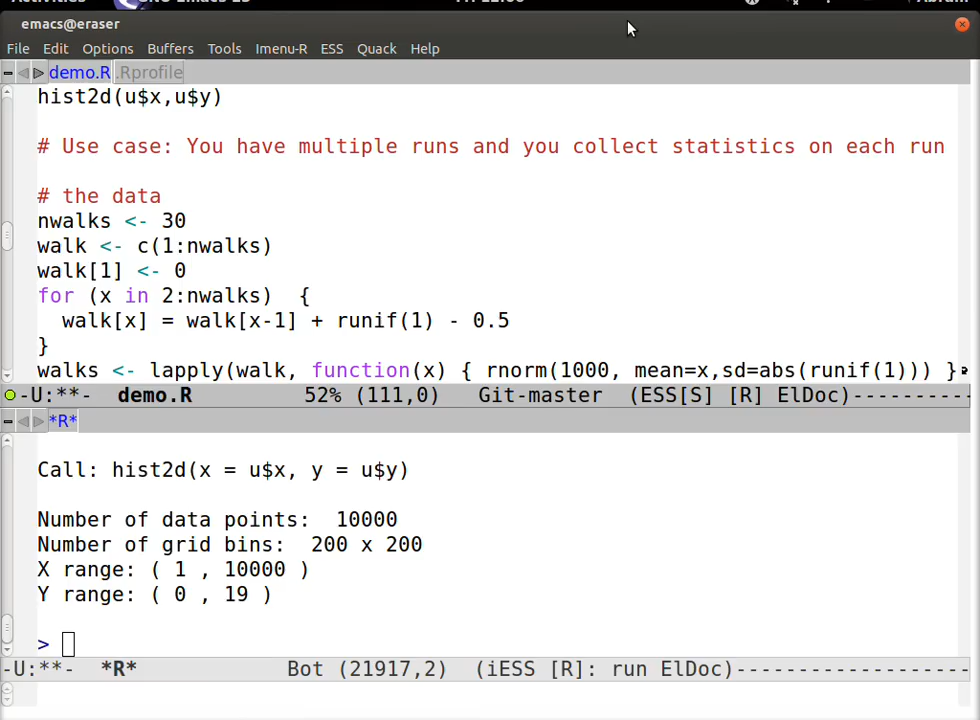 emacs@eraser
File Edit Options Buffers Tools Imenu-R ESS Quack Help
demo.R .Rprofile
hist2d(u$x,u$y)
# Use case: You have multiple runs and you collect statistics on each run
# the data
nwalks <- 30
walk <- c(1:nwalks)
walk[1] <- 0
for (x in 2:nwalks)  {
  walk[x] = walk[x-1] + runif(1) - 0.5
}
walks <- lapply(walk, function(x) { rnorm(1000, mean=x,sd=abs(runif(1))) }
-U:**-  demo.R         52% (111,0)    Git-master  (ESS[S] [R] ElDoc)----------
*R*
Call: hist2d(x = u$x, y = u$y)
Number of data points:  10000
Number of grid bins:  200 x 200
X range: ( 1 , 10000 )
Y range: ( 0 , 19 )
>
-U:**-  *R*            Bot (21917,2)  (iESS [R]: run ElDoc)-------------------